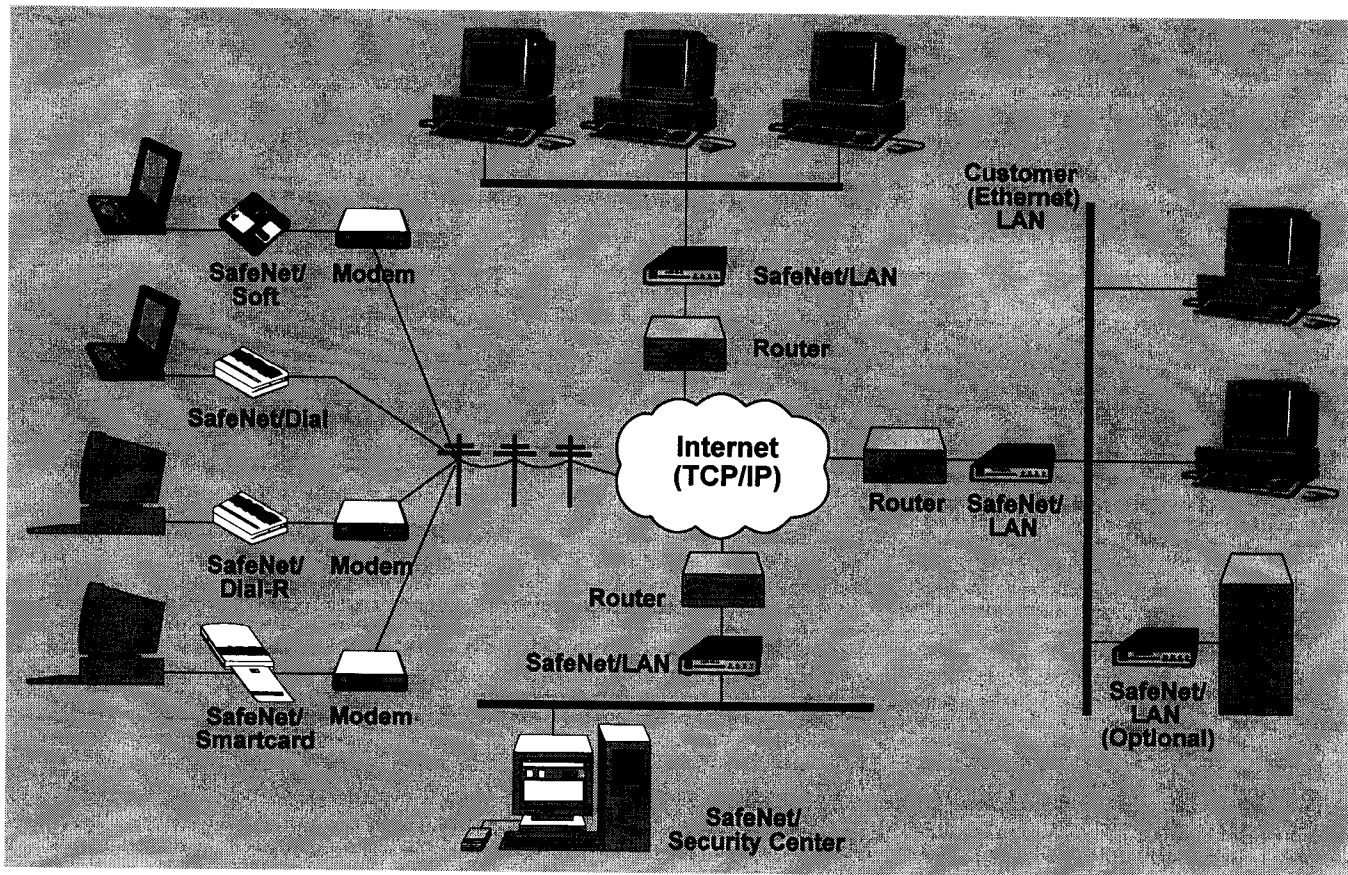 Customer
(Ethernet)
LAN
SafeNet/
Soft
Modem
SafeNet/LAN
Router
SafeNet/Dial
Internet
(TCP/IP)
Router
SafeNet/
LAN
SafeNet/
Dial-R
Modem
Router
SafeNet/LAN
SafeNet/
Smartcard
Modem
SafeNet/
LAN
(Optional)
SafeNet/
Security Center